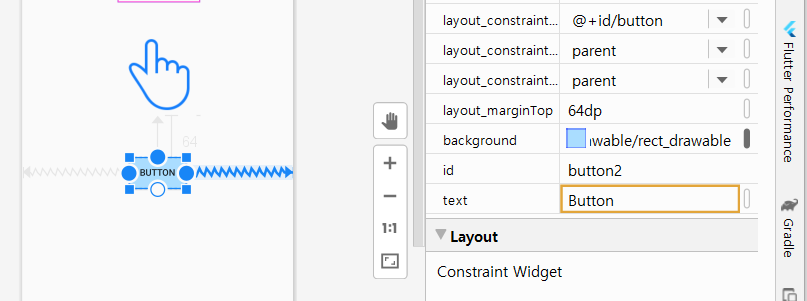 layout_constraint... @+id/button
layout_constraint... parent
layout_constraint... parent
layout_marginTop 64dp
background wable/rect_drawable
id button2
text Button
Layout
Constraint Widget
64
BUTTON
1:1
Flutter Performance
Gradle